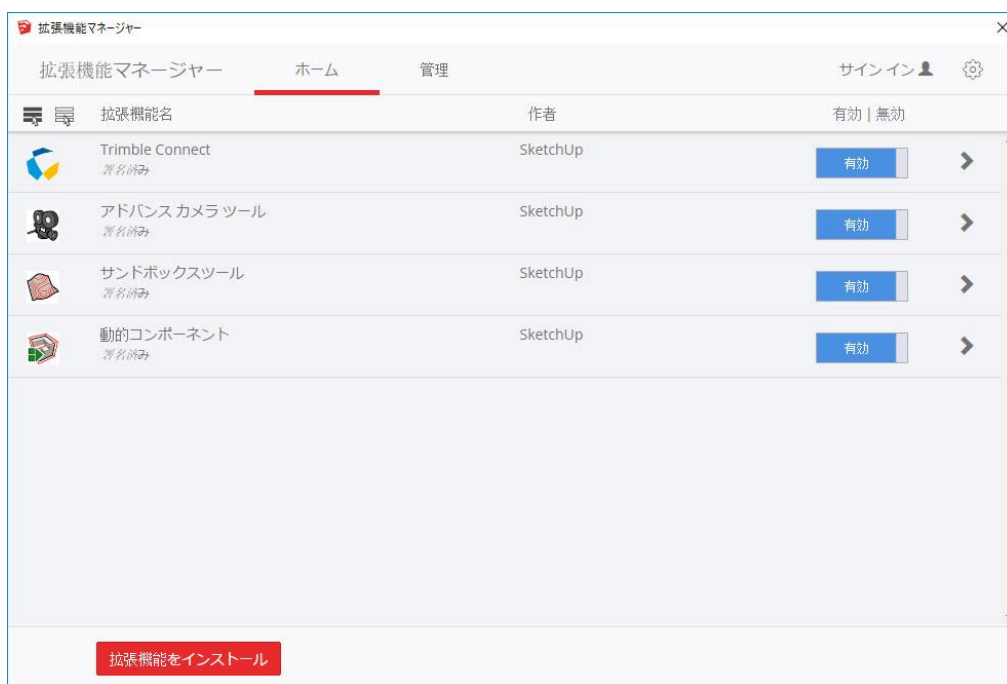 拡張機能マネージャー
拡張機能マネージャー ホーム 管理 サイン イン
拡張機能名 作者 有効 | 無効
Trimble Connect SketchUp 有効
署名済み
アドバンス カメラ ツール SketchUp 有効
署名済み
サンドボックスツール SketchUp 有効
署名済み
動的コンポーネント SketchUp 有効
署名済み
拡張機能をインストール